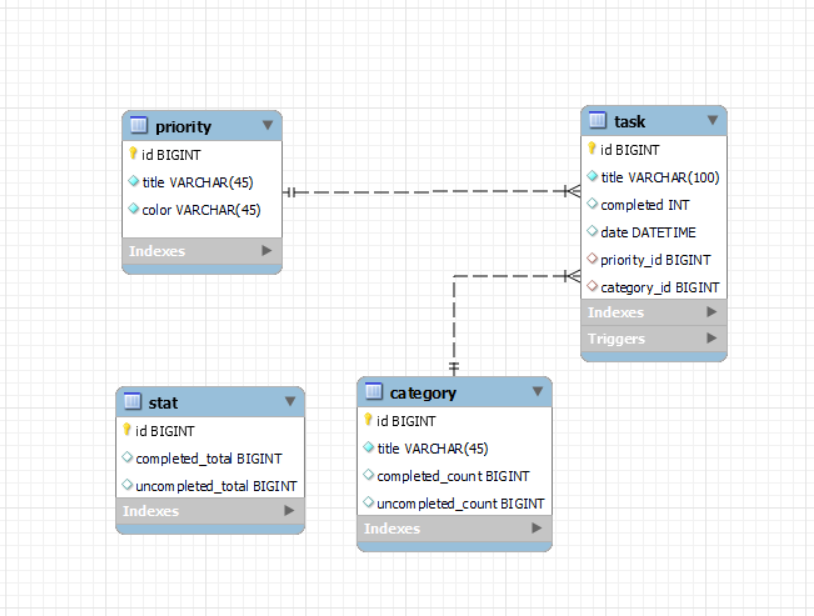 priority
id BIGINT
title VARCHAR(45)
color VARCHAR(45)
Indexes
task
id BIGINT
title VARCHAR(100)
completed INT
date DATETIME
priority_id BIGINT
category_id BIGINT
Indexes
Triggers
stat
id BIGINT
completed_total BIGINT
uncompleted_total BIGINT
Indexes
category
id BIGINT
title VARCHAR(45)
completed_count BIGINT
uncompleted_count BIGINT
Indexes